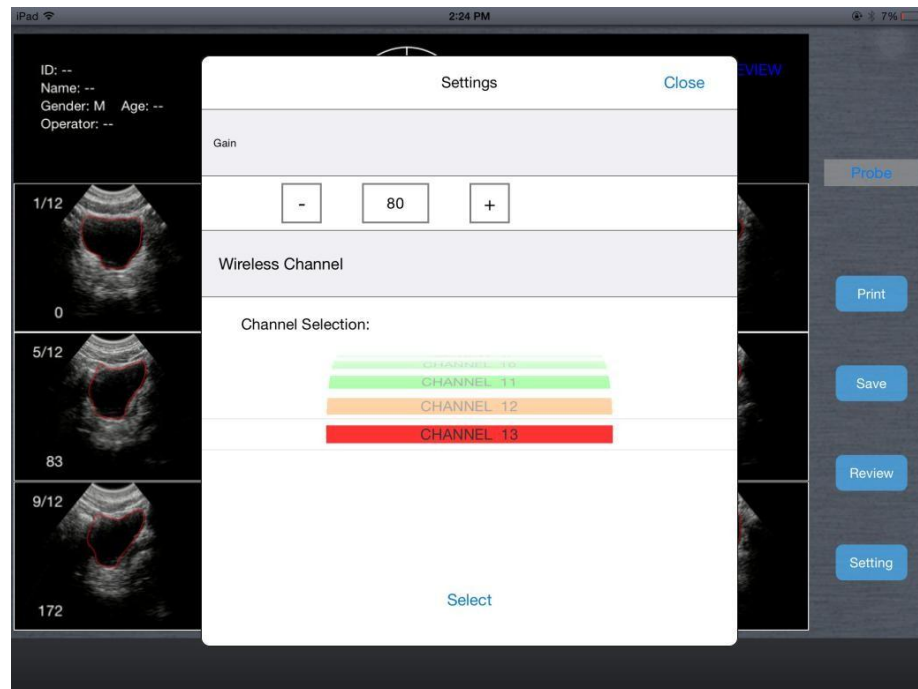 iPad 2:24 PM 7%
ID: --
Name: --
Gender: M Age: --
Operator: --
Settings
Close
Gain
- 80 +
Wireless Channel
Channel Selection:
CHANNEL 10
CHANNEL 11
CHANNEL 12
CHANNEL 13
Select
1/12
0
5/12
83
9/12
172
Probe
Print
Save
Review
Setting